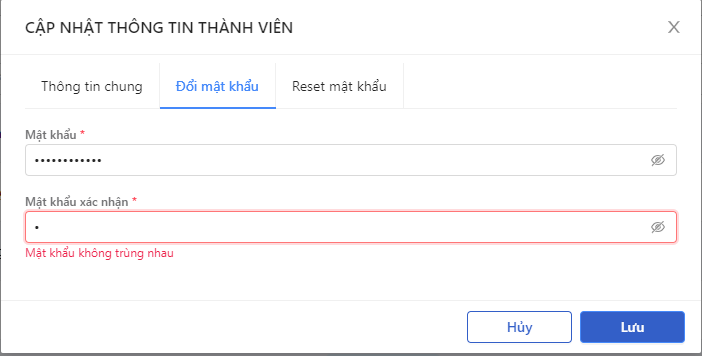 CẬP NHẬT THÔNG TIN THÀNH VIÊN
Thông tin chung Đổi mật khẩu Reset mật khẩu
Mật khẩu *
••••••••••••
Mật khẩu xác nhận *
•
Mật khẩu không trùng nhau
Hủy Lưu